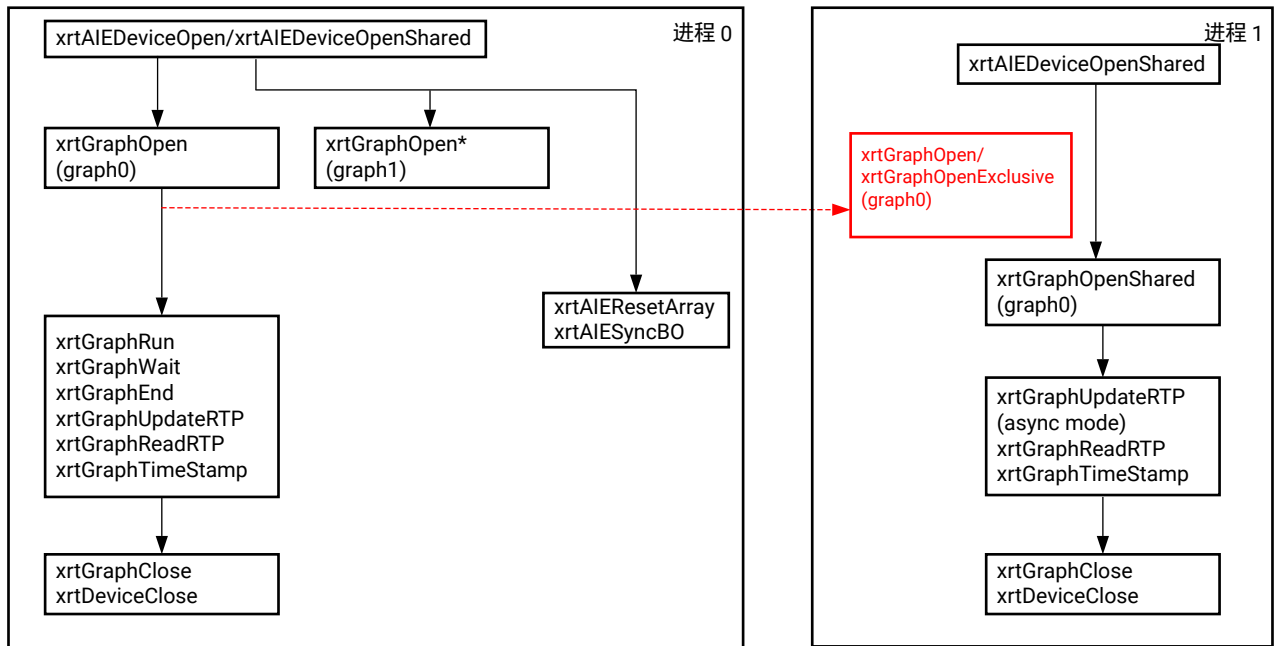 进程 0
xrtAIEDeviceOpen/xrtAIEDeviceOpenShared
xrtGraphOpen
(graph0)
xrtGraphOpen*
(graph1)
xrtAIEResetArray
xrtAIESyncBO
xrtGraphRun
xrtGraphWait
xrtGraphEnd
xrtGraphUpdateRTP
xrtGraphReadRTP
xrtGraphTimeStamp
xrtGraphClose
xrtDeviceClose
进程 1
xrtAIEDeviceOpenShared
xrtGraphOpen/
xrtGraphOpenExclusive
(graph0)
xrtGraphOpenShared
(graph0)
xrtGraphUpdateRTP
(async mode)
xrtGraphReadRTP
xrtGraphTimeStamp
xrtGraphClose
xrtDeviceClose